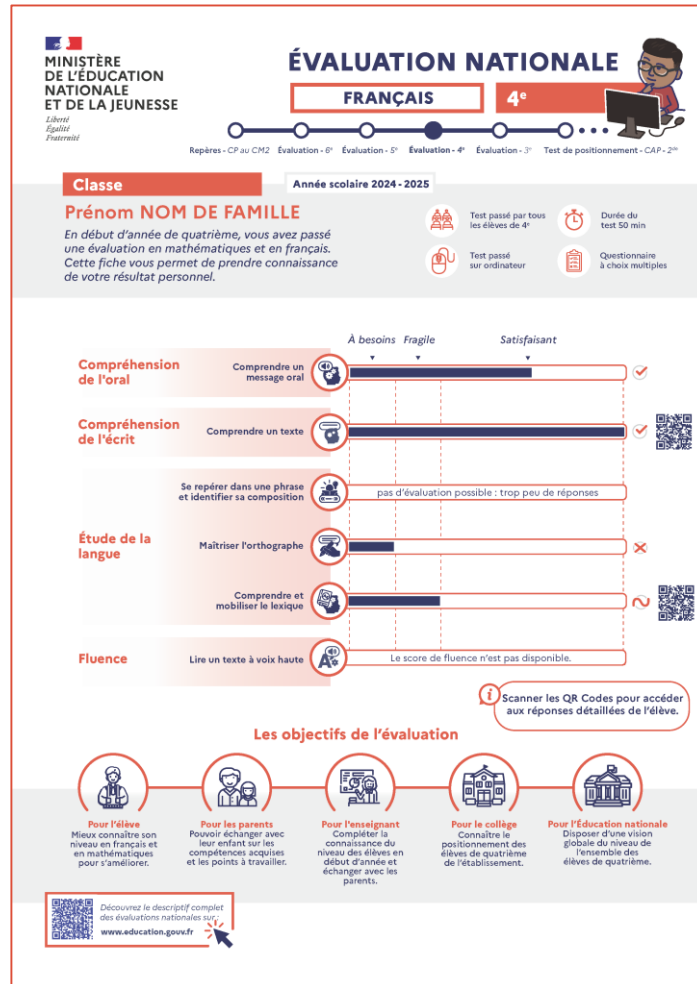 MINISTÈRE
DE L'ÉDUCATION
NATIONALE
ET DE LA JEUNESSE
Liberté
Égalité
Fraternité
ÉVALUATION NATIONALE
FRANÇAIS
4e
Repères - CP au CM2
Évaluation - 6e
Évaluation - 5e
Évaluation - 4e
Évaluation - 3e
Test de positionnement - CAP - 2de
Classe
Année scolaire 2024 - 2025
Prénom NOM DE FAMILLE
En début d'année de quatrième, vous avez passé
une évaluation en mathématiques et en français.
Cette fiche vous permet de prendre connaissance
de votre résultat personnel.
Test passé par tous
les élèves de 4e
Durée du
test 50 min
Test passé
sur ordinateur
Questionnaire
à choix multiples
À besoins
Fragile
Satisfaisant
Compréhension
de l'oral
Comprendre un
message oral
Compréhension
de l'écrit
Comprendre un texte
Étude de la
langue
Se repérer dans une phrase
et identifier sa composition
pas d'évaluation possible : trop peu de réponses
Maîtriser l'orthographe
Comprendre et
mobiliser le lexique
Fluence
Lire un texte à voix haute
Le score de fluence n'est pas disponible.
Scanner les QR Codes pour accéder
aux réponses détaillées de l'élève.
Les objectifs de l'évaluation
Pour l'élève
Mieux connaître son
niveau en français et
en mathématiques
pour s'améliorer.
Pour les parents
Pouvoir échanger avec
leur enfant sur les
compétences acquises
et les points à travailler.
Pour l'enseignant
Compléter la
connaissance du
niveau des élèves en
début d'année et
échanger avec les
parents.
Pour le collège
Connaître le
positionnement des
élèves de quatrième
de l'établissement.
Pour l'Éducation nationale
Disposer d'une vision
globale du niveau de
l'ensemble des
élèves de quatrième.
Découvrez le descriptif complet
des évaluations nationales sur :
www.education.gouv.fr